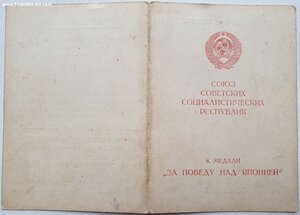 СОЮЗ
СОВЕТСКИХ
СОЦИАЛИСТИЧЕСКИХ
РЕСПУБЛИК
К МЕДАЛИ
„ЗА ПОБЕДУ НАД ЯПОНИЕЙ“